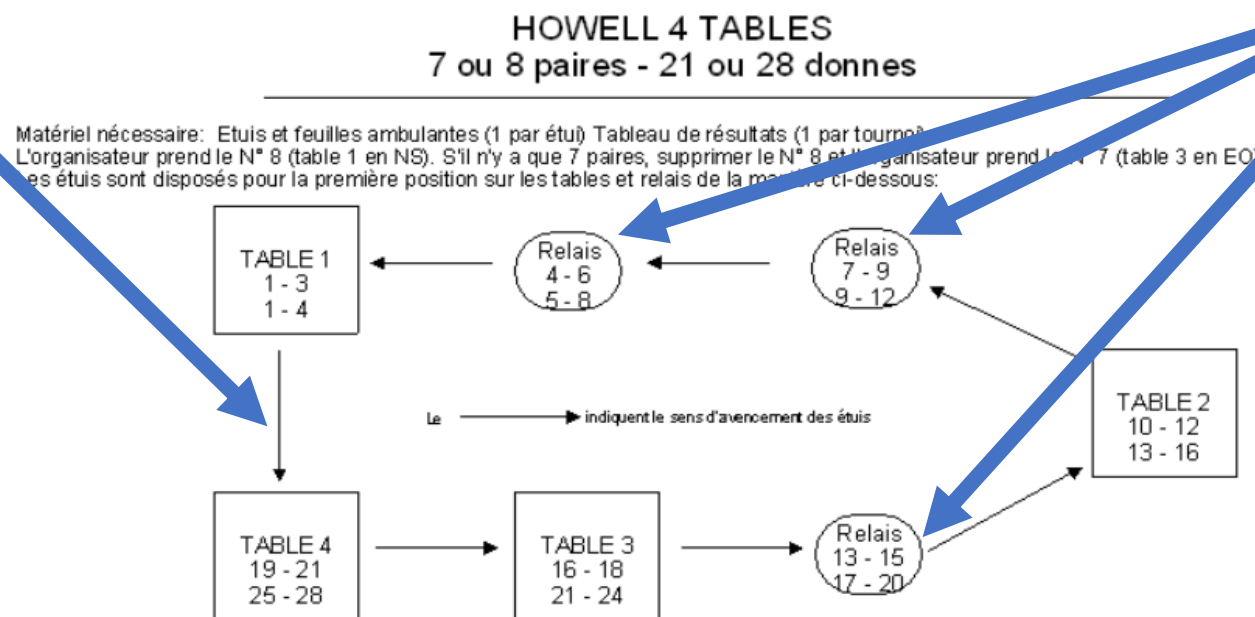 HOWELL 4 TABLES
7 ou 8 paires - 21 ou 28 donnes
Matériel nécessaire: Etuis et feuilles ambulantes (1 par étui) Tableau de résultats (1 par tournoi)
L'organisateur prend le N° 8 (table 1 en NS). S'il n'y a que 7 paires, supprimer le N° 8 et l'organisateur prend le N° 7 (table 3 en EO)
Les étuis sont disposés pour la première position sur les tables et relais de la manière ci-dessous:
TABLE 1
1 - 3
1 - 4
Relais
4 - 6
5 - 8
Relais
7 - 9
9 - 12
TABLE 2
10 - 12
13 - 16
Le indiquent le sens d'avencement des étuis
TABLE 4
19 - 21
25 - 28
TABLE 3
16 - 18
21 - 24
Relais
13 - 15
17 - 20